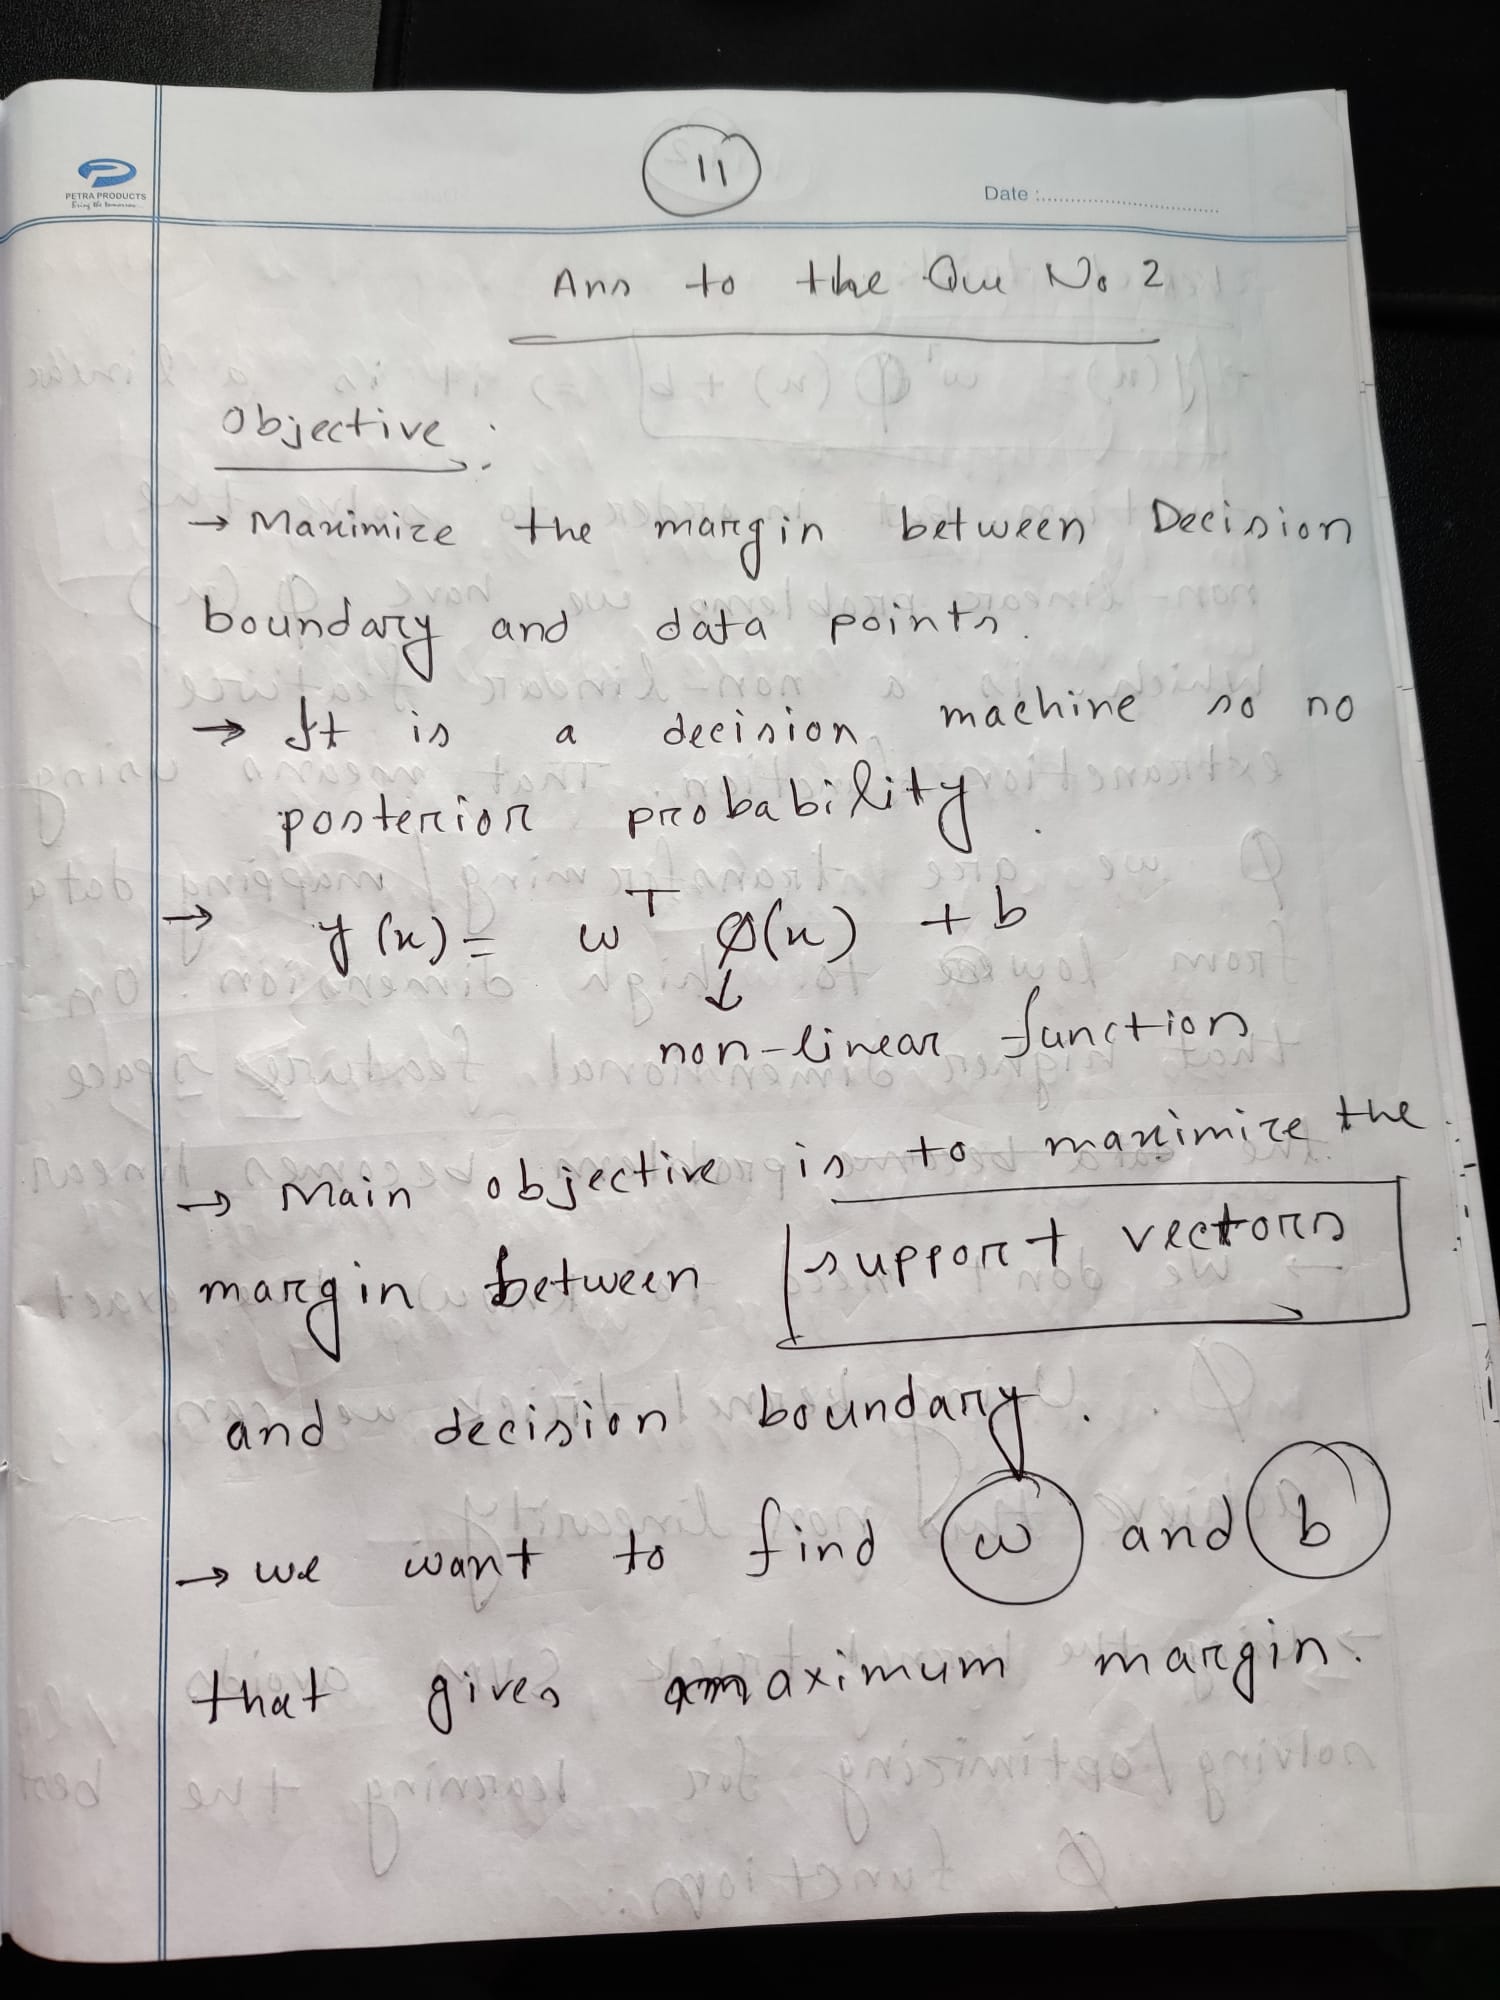 PETRA PRODUCTS
Bring the tomorrow...
11
Date :
Ans to the Que No 2
Objective :
→ Maximize the margin between Decision
boundary and data points.
→ It is a decision machine so no
posterior probability.
→ y(x) = w^T φ(x) + b
↓
non-linear function
→ Main objective is to maximize the
margin between support vectors
and decision boundary.
→ we want to find w and b
that gives maximum margin.